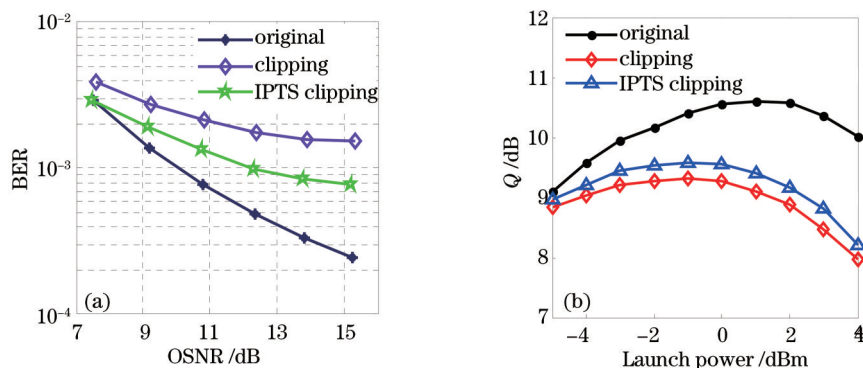 10⁻²
original
clipping
IPTS clipping
BER
10⁻³
(a)
10⁻⁴
7 9 11 13 15
OSNR /dB
12
original
clipping
IPTS clipping
11
10
Q /dB
9
8
(b)
7
−4 −2 0 2 4
Launch power /dBm